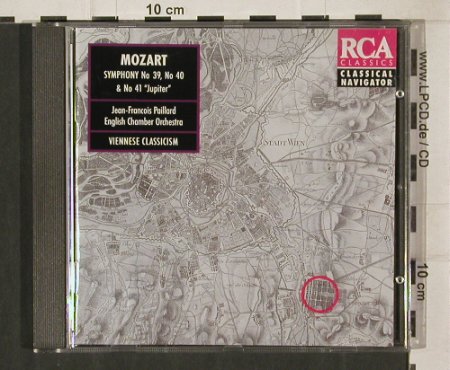 10 cm
MOZART
SYMPHONY No 39, No 40
& No 41 "Jupiter"
Jean-Francois Paillard
English Chamber Orchestra
VIENNESE CLASSICISM
RCA
CLASSICS
CLASSICAL
NAVIGATOR
STADT WIEN
www.LPCD.de / CD
10 cm